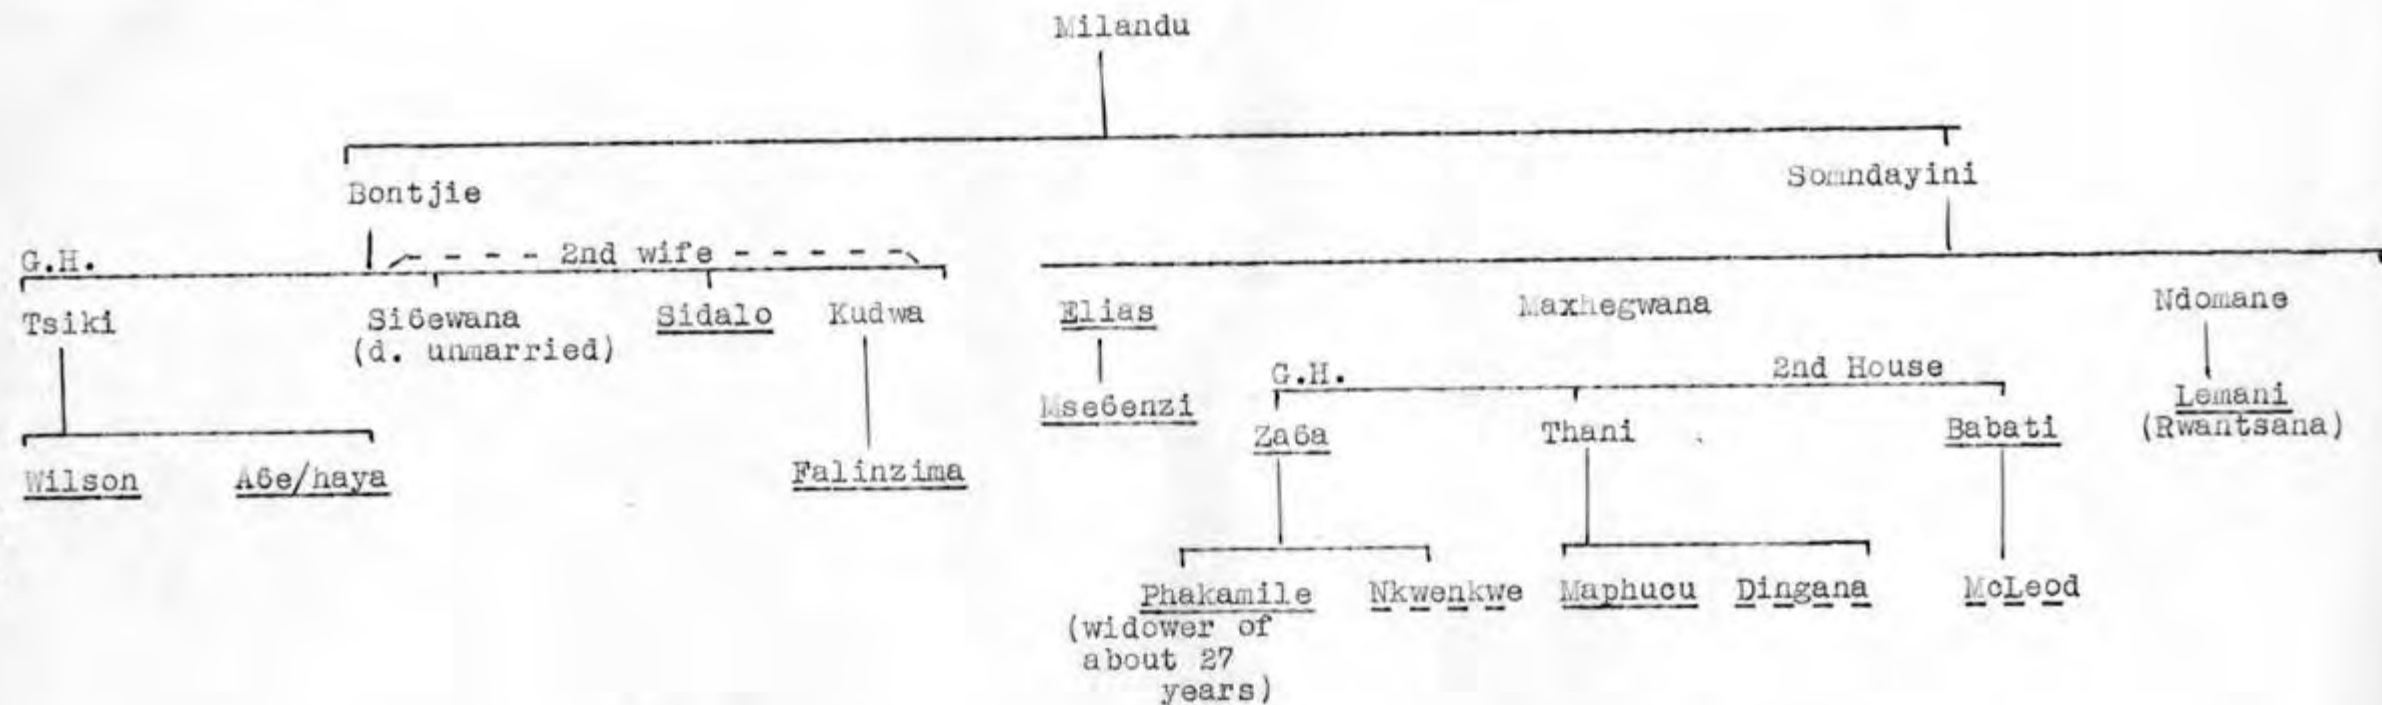 Milandu
Bontjie
Somndayini
G.H.
2nd wife
Tsiki
Siɓewana
(d. unmarried)
Sidalo
Kudwa
Elias
Maxhegwana
Ndomane
G.H.
2nd House
Mseɓenzi
Zaɓa
Thani
Babati
Lemani
(Rwantsana)
Wilson
Aɓe/haya
Falinzima
Phakamile
(widower of
about 27
years)
Nkwenkwe
Maphucu
Dingana
McLeod